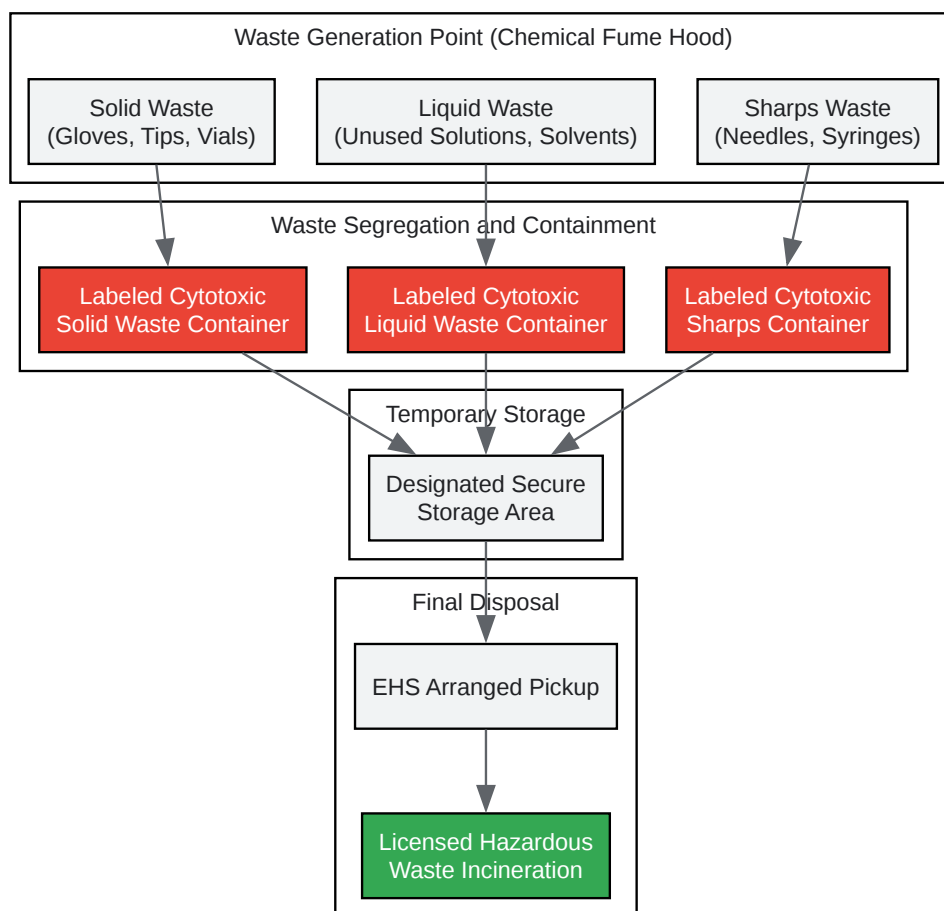 Waste Generation Point (Chemical Fume Hood)
Solid Waste
(Gloves, Tips, Vials)
Liquid Waste
(Unused Solutions, Solvents)
Sharps Waste
(Needles, Syringes)
Waste Segregation and Containment
Labeled Cytotoxic
Solid Waste Container
Labeled Cytotoxic
Liquid Waste Container
Labeled Cytotoxic
Sharps Container
Temporary Storage
Designated Secure
Storage Area
Final Disposal
EHS Arranged Pickup
Licensed Hazardous
Waste Incineration